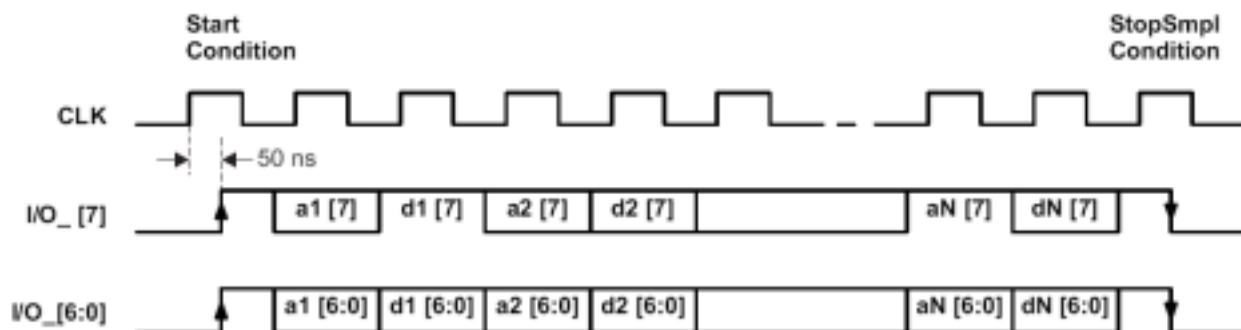 Start
Condition
StopSmpl
Condition
CLK
50 ns
I/O_ [7]
a1 [7] d1 [7] a2 [7] d2 [7] aN [7] dN [7]
I/O_[6:0]
a1 [6:0] d1 [6:0] a2 [6:0] d2 [6:0] aN [6:0] dN [6:0]